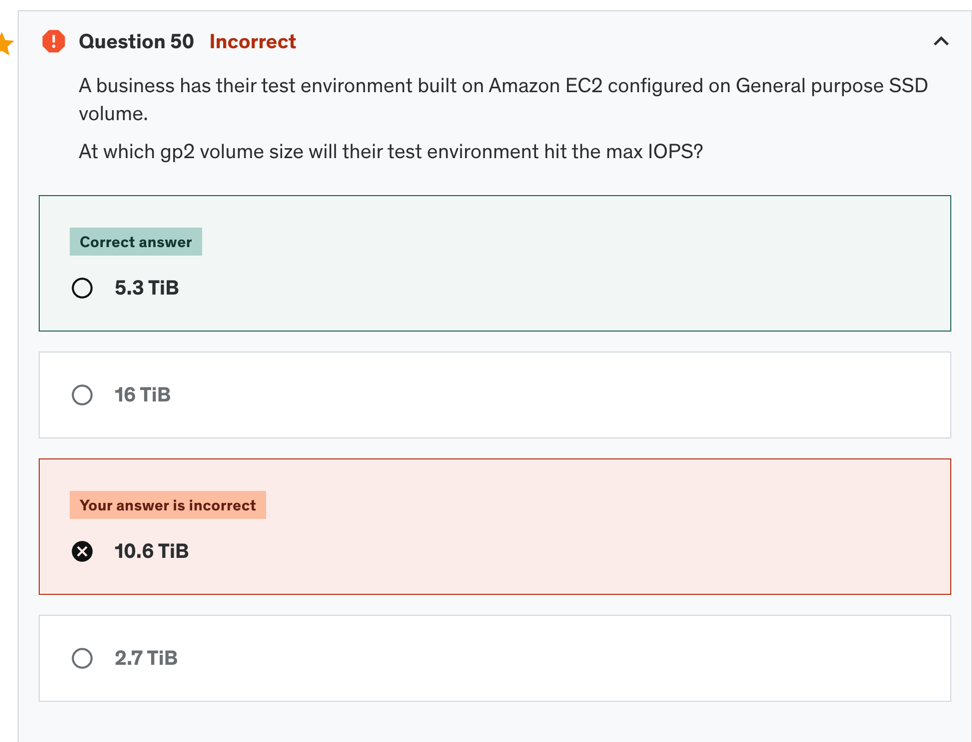 Question 50 Incorrect
A business has their test environment built on Amazon EC2 configured on General purpose SSD
volume.
At which gp2 volume size will their test environment hit the max IOPS?
Correct answer
5.3 TiB
16 TiB
Your answer is incorrect
10.6 TiB
2.7 TiB